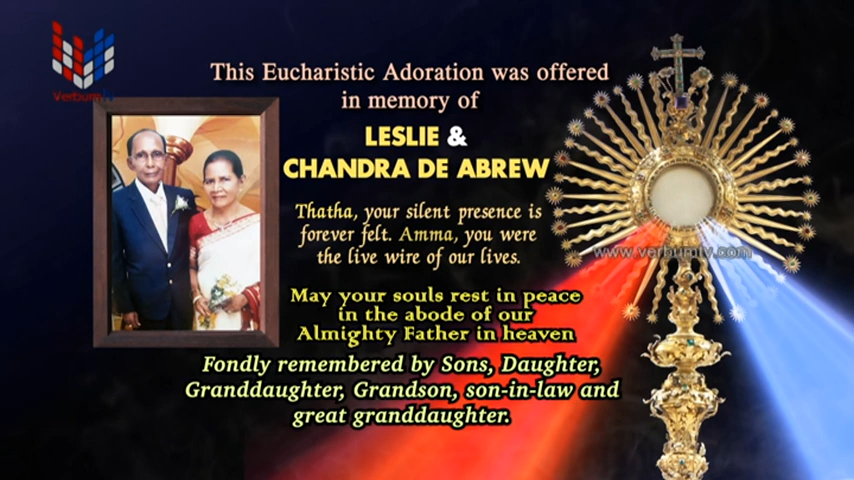 VerbumTV
This Eucharistic Adoration was offered
in memory of
LESLIE &
CHANDRA DE ABREW
Thatha, your silent presence is
forever felt. Amma, you were
the live wire of our lives.
www.verbumtv.com
May your souls rest in peace
in the abode of our
Almighty Father in heaven
Fondly remembered by Sons, Daughter,
Granddaughter, Grandson, son-in-law and
great granddaughter.